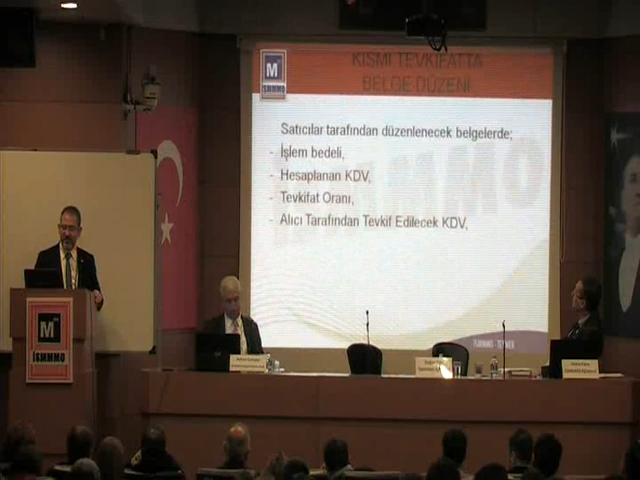 KISMİ TEVKİFATTA
BELGE DÜZENİ
M
İSMMMO
Satıcılar tarafından düzenlenecek belgelerde;
- İşlem bedeli,
- Hesaplanan KDV,
- Tevkifat Oranı,
- Alıcı Tarafından Tevkif Edilecek KDV,
M
İSMMMO